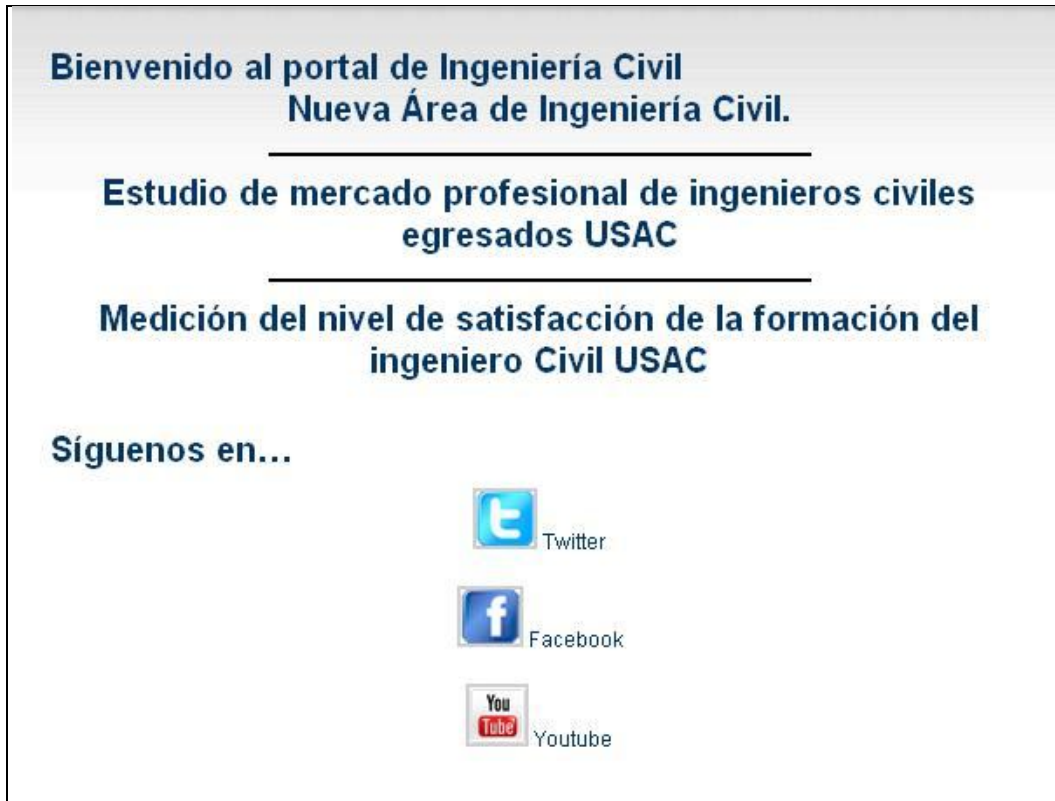 Bienvenido al portal de Ingeniería Civil
Nueva Área de Ingeniería Civil.
Estudio de mercado profesional de ingenieros civiles
egresados USAC
Medición del nivel de satisfacción de la formación del
ingeniero Civil USAC
Síguenos en...
t
Twitter
f
Facebook
You
Tube
Youtube